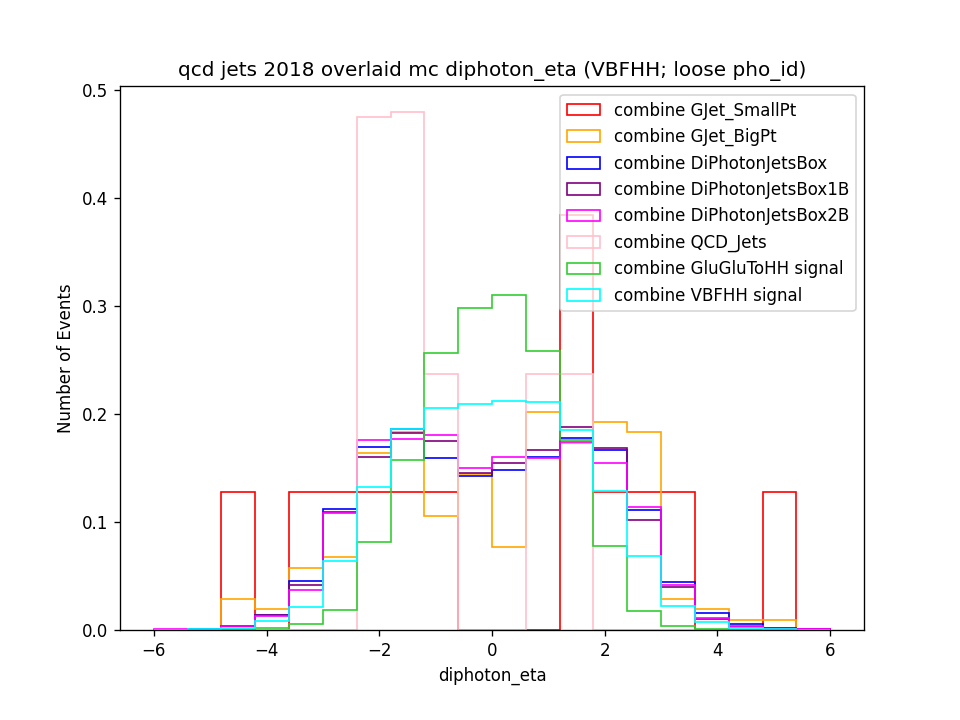 qcd jets 2018 overlaid mc diphoton_eta (VBFHH; loose pho_id)
combine GJet_SmallPt
combine GJet_BigPt
combine DiPhotonJetsBox
combine DiPhotonJetsBox1B
combine DiPhotonJetsBox2B
combine QCD_Jets
combine GluGluToHH signal
combine VBFHH signal
Number of Events
0.5
0.4
0.3
0.2
0.1
0.0
−6 −4 −2 0 2 4 6
diphoton_eta